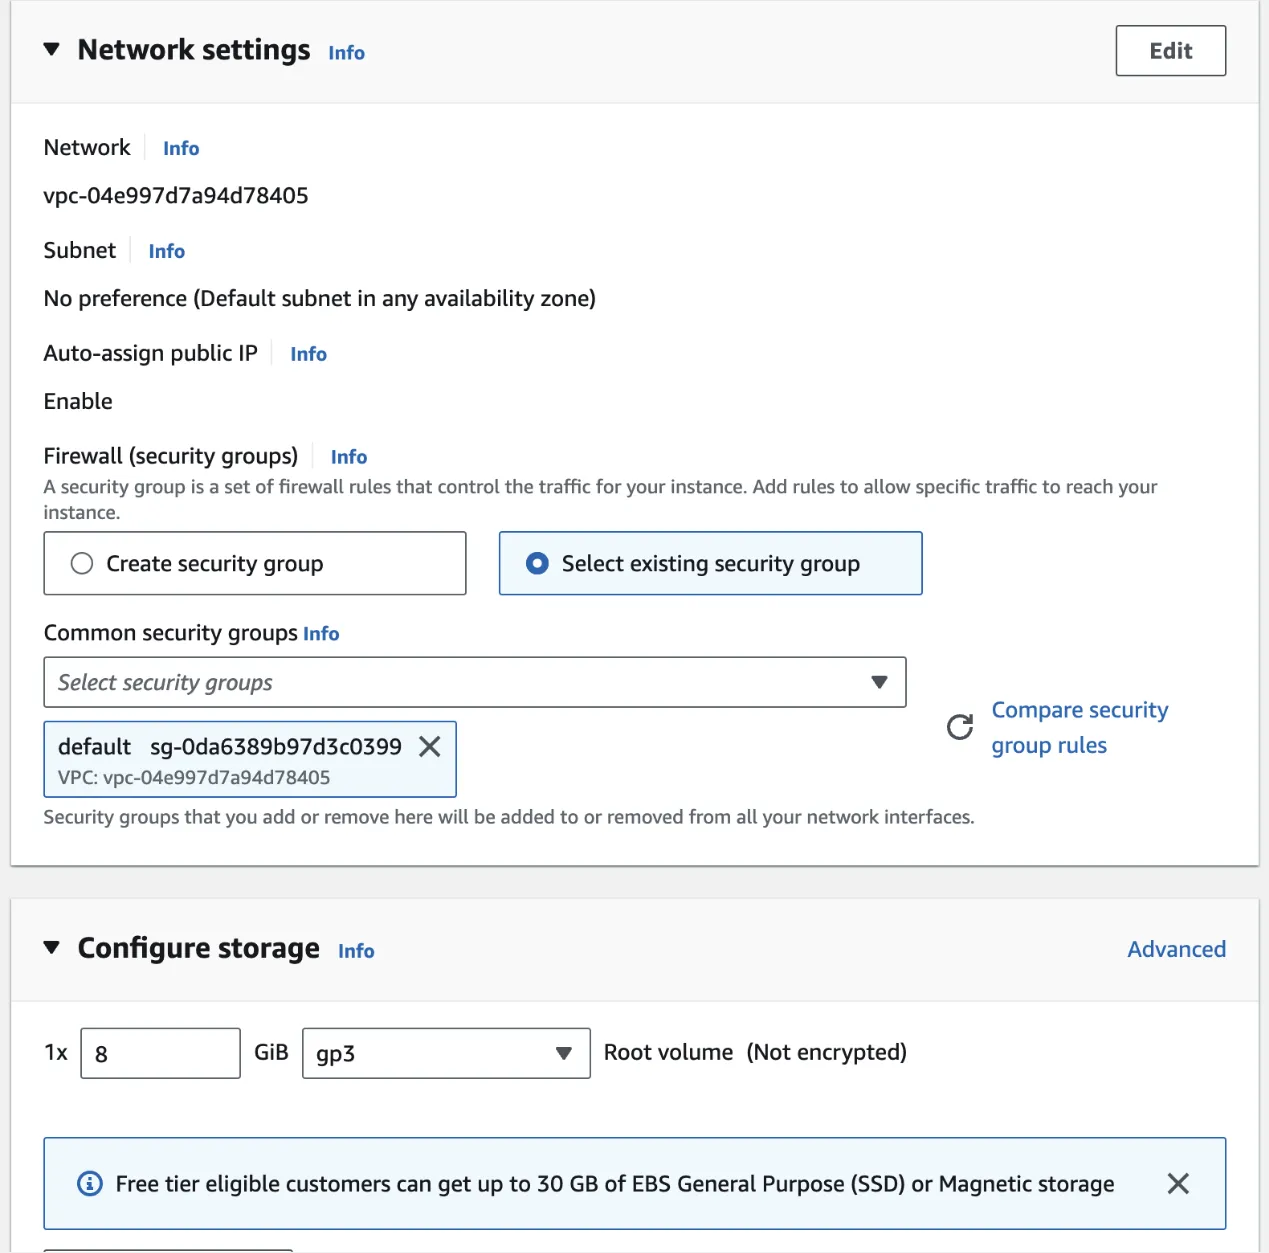 Network settings Info
Edit
Network Info
vpc-04e997d7a94d78405
Subnet Info
No preference (Default subnet in any availability zone)
Auto-assign public IP Info
Enable
Firewall (security groups) Info
A security group is a set of firewall rules that control the traffic for your instance. Add rules to allow specific traffic to reach your
instance.
Create security group
Select existing security group
Common security groups Info
Select security groups
default sg-0da6389b97d3c0399
VPC: vpc-04e997d7a94d78405
Compare security
group rules
Security groups that you add or remove here will be added to or removed from all your network interfaces.
Configure storage Info
Advanced
1x 8 GiB gp3 Root volume (Not encrypted)
Free tier eligible customers can get up to 30 GB of EBS General Purpose (SSD) or Magnetic storage